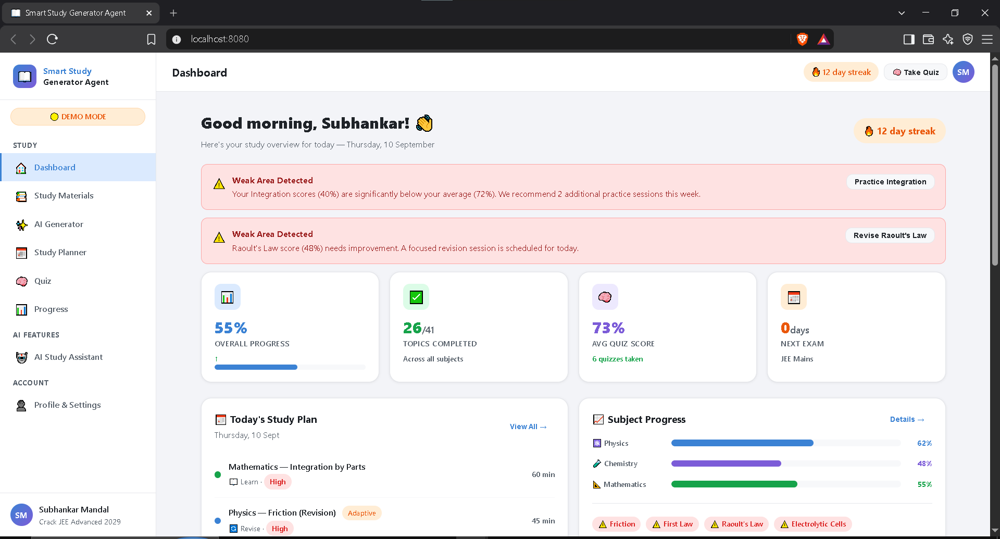 Smart Study Generator Agent
localhost:8080
Smart Study
Generator Agent
DEMO MODE
STUDY
Dashboard
Study Materials
AI Generator
Study Planner
Quiz
Progress
AI FEATURES
AI Study Assistant
ACCOUNT
Profile & Settings
SM
Subhankar Mandal
Crack JEE Advanced 2029
Dashboard
12 day streak
Take Quiz
SM
Good morning, Subhankar!
Here's your study overview for today — Thursday, 10 September
12 day streak
Weak Area Detected
Your Integration scores (40%) are significantly below your average (72%). We recommend 2 additional practice sessions this week.
Practice Integration
Weak Area Detected
Raoult's Law score (48%) needs improvement. A focused revision session is scheduled for today.
Revise Raoult's Law
55%
OVERALL PROGRESS
↑
26/41
TOPICS COMPLETED
Across all subjects
73%
AVG QUIZ SCORE
6 quizzes taken
0days
NEXT EXAM
JEE Mains
Today's Study Plan
Thursday, 10 Sept
View All →
Mathematics — Integration by Parts
Learn · High
60 min
Physics — Friction (Revision) Adaptive
Revise · High
45 min
Subject Progress
Details →
Physics 62%
Chemistry 48%
Mathematics 55%
Friction First Law Raoult's Law Electrolytic Cells